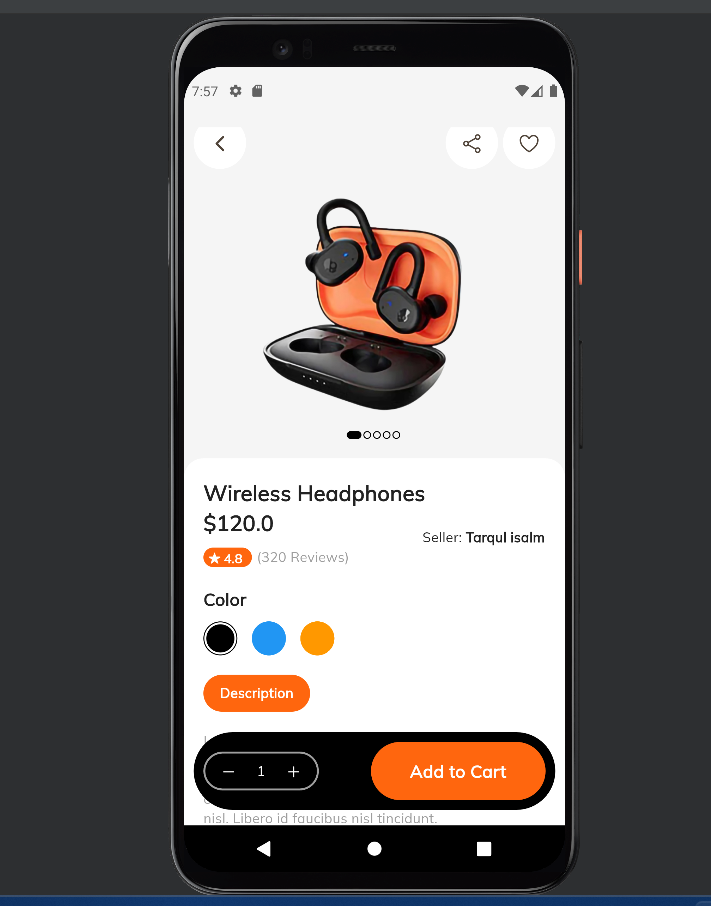 7:57
Wireless Headphones
$120.0
Seller: Tarqul isalm
4.8 (320 Reviews)
Color
Description
1
Add to Cart
nisl. Libero id faucibus nisl tincidunt.